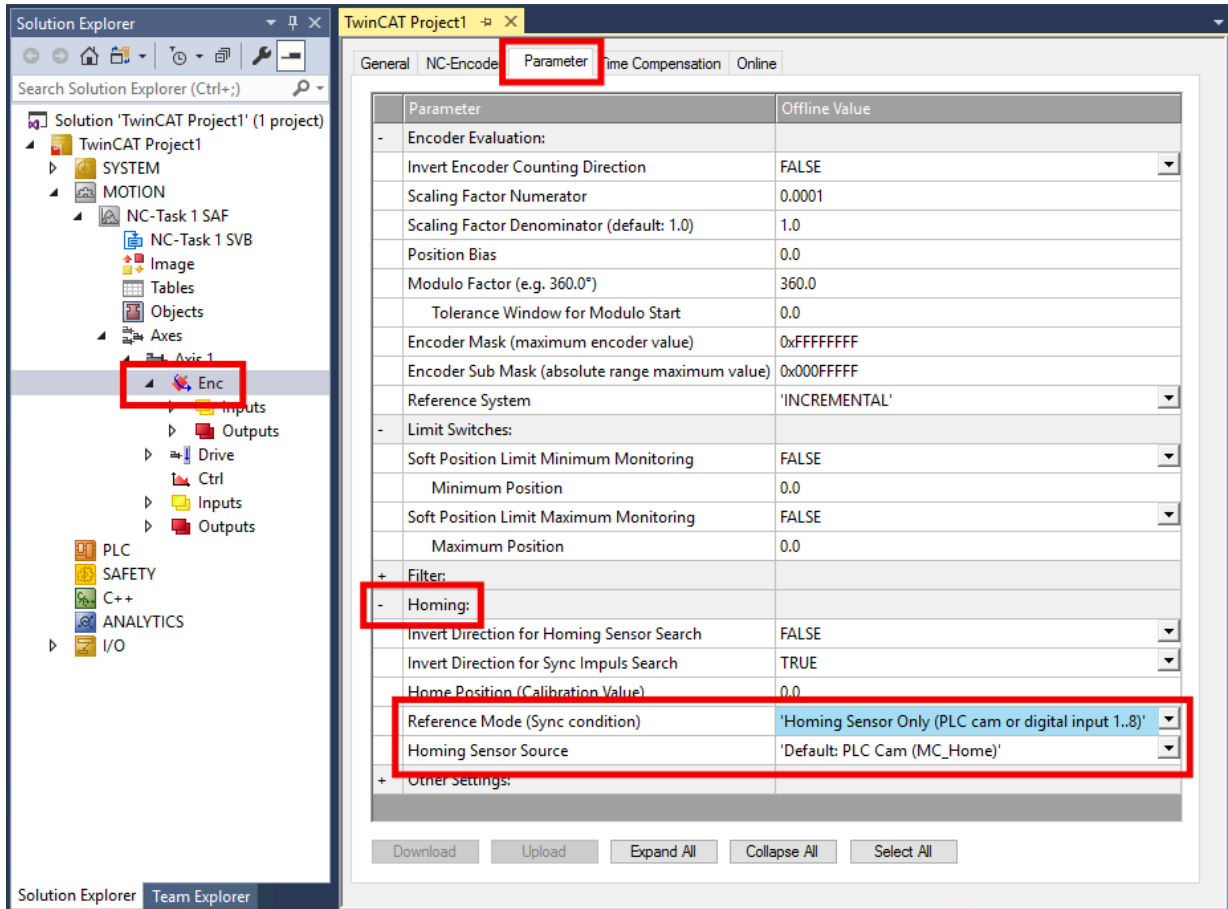 Solution Explorer
Search Solution Explorer (Ctrl+;)
Solution 'TwinCAT Project1' (1 project)
TwinCAT Project1
SYSTEM
MOTION
NC-Task 1 SAF
NC-Task 1 SVB
Image
Tables
Objects
Axes
Axis 1
Enc
Inputs
Outputs
Drive
Ctrl
Inputs
Outputs
PLC
SAFETY
C++
ANALYTICS
I/O
Solution Explorer Team Explorer
TwinCAT Project1
General NC-Encoder Parameter Time Compensation Online
Parameter Offline Value
- Encoder Evaluation:
Invert Encoder Counting Direction FALSE
Scaling Factor Numerator 0.0001
Scaling Factor Denominator (default: 1.0) 1.0
Position Bias 0.0
Modulo Factor (e.g. 360.0°) 360.0
Tolerance Window for Modulo Start 0.0
Encoder Mask (maximum encoder value) 0xFFFFFFFF
Encoder Sub Mask (absolute range maximum value) 0x000FFFFF
Reference System 'INCREMENTAL'
- Limit Switches:
Soft Position Limit Minimum Monitoring FALSE
Minimum Position 0.0
Soft Position Limit Maximum Monitoring FALSE
Maximum Position 0.0
+ Filter:
- Homing:
Invert Direction for Homing Sensor Search FALSE
Invert Direction for Sync Impuls Search TRUE
Home Position (Calibration Value) 0.0
Reference Mode (Sync condition) 'Homing Sensor Only (PLC cam or digital input 1..8)'
Homing Sensor Source 'Default: PLC Cam (MC_Home)'
+ Other Settings:
Download Upload Expand All Collapse All Select All